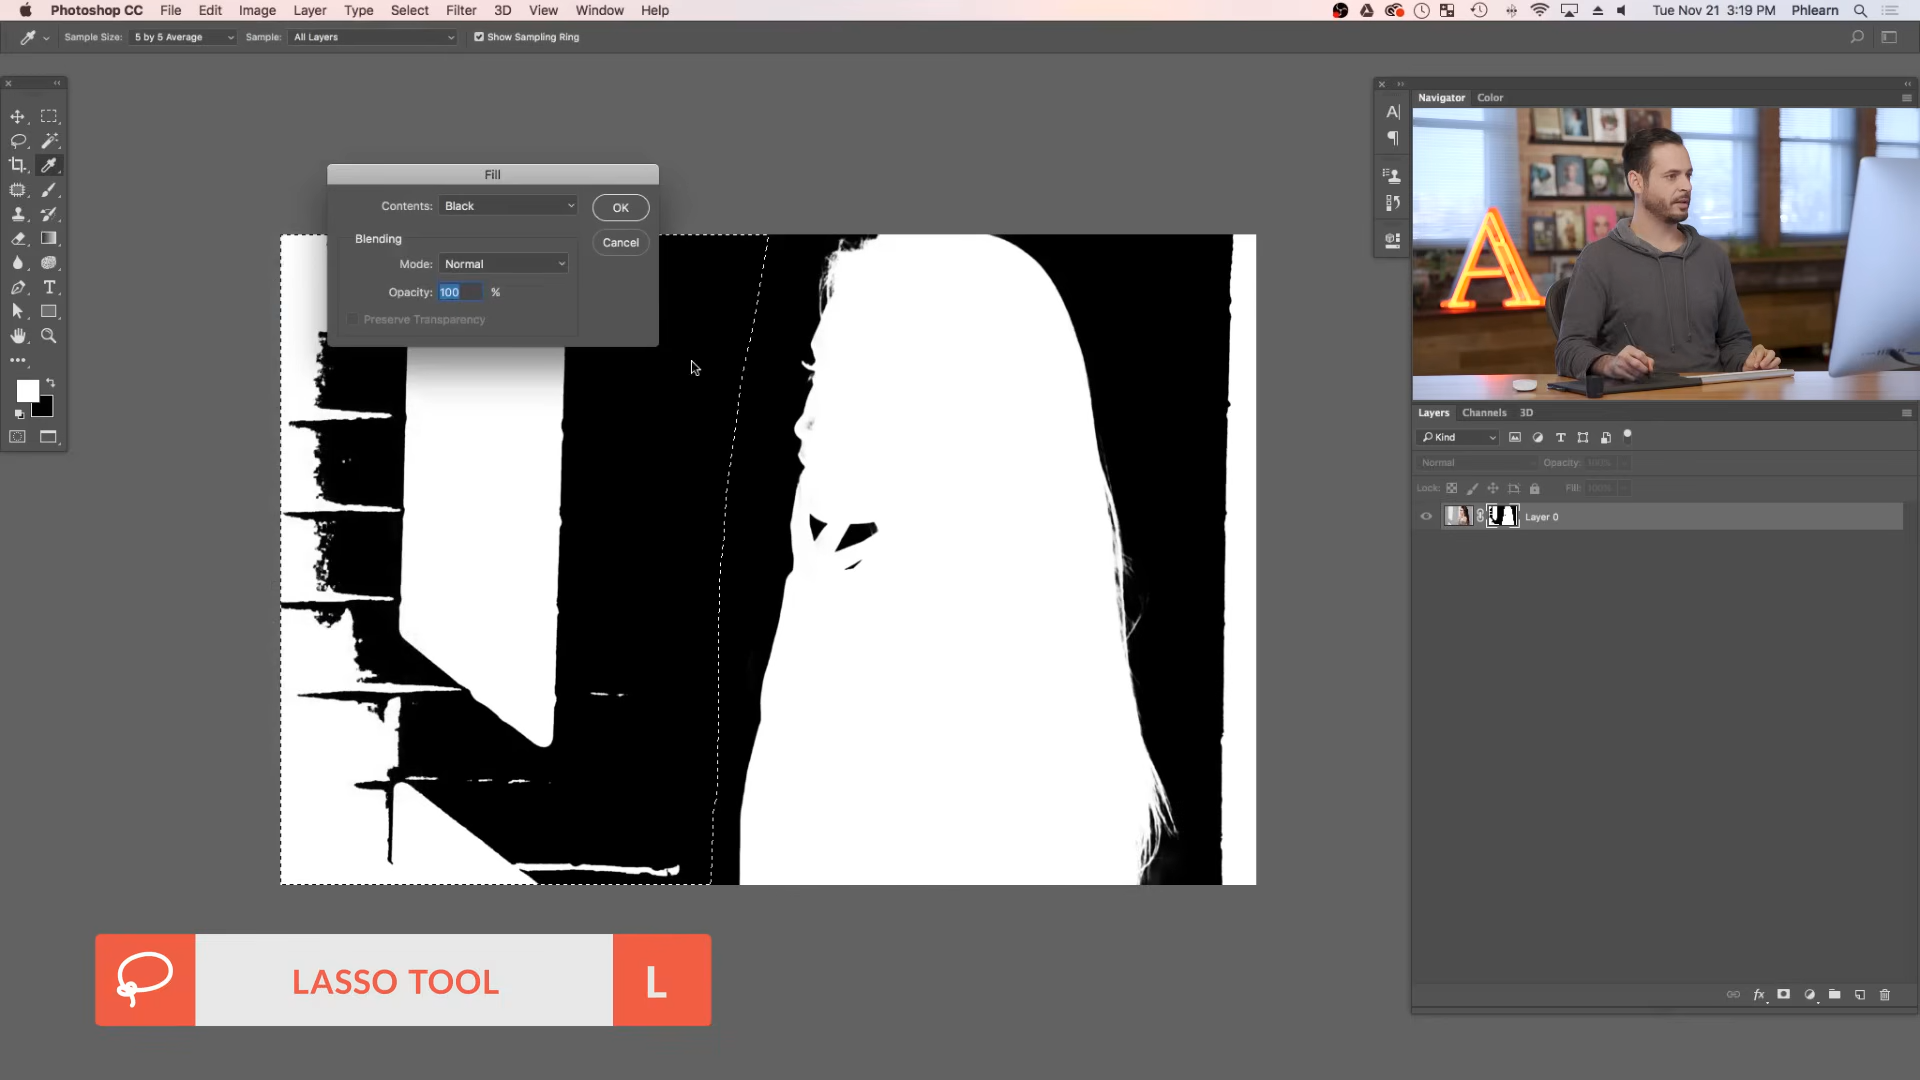 Photoshop CC File Edit Image Layer Type Select Filter 3D View Window Help
Tue Nov 21 3:19 PM Phlearn
Sample Size: 5 by 5 Average Sample: All Layers Show Sampling Ring
Navigator Color
Fill
Contents: Black OK
Blending Cancel
Mode: Normal
Opacity: 100 %
Preserve Transparency
Layers Channels 3D
Kind
Normal Opacity: 100%
Lock: Fill: 100%
Layer 0
LASSO TOOL L